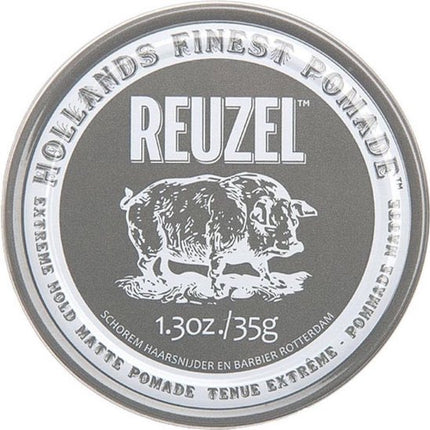 HOLLANDS FINEST POMADE™
REUZEL™
1.3oz./35g
SCHOREM HAARSNIJDER EN BARBIER ROTTERDAM
EXTREME HOLD MATTE POMADE TENUE EXTRÊME - POMMADE MATTE